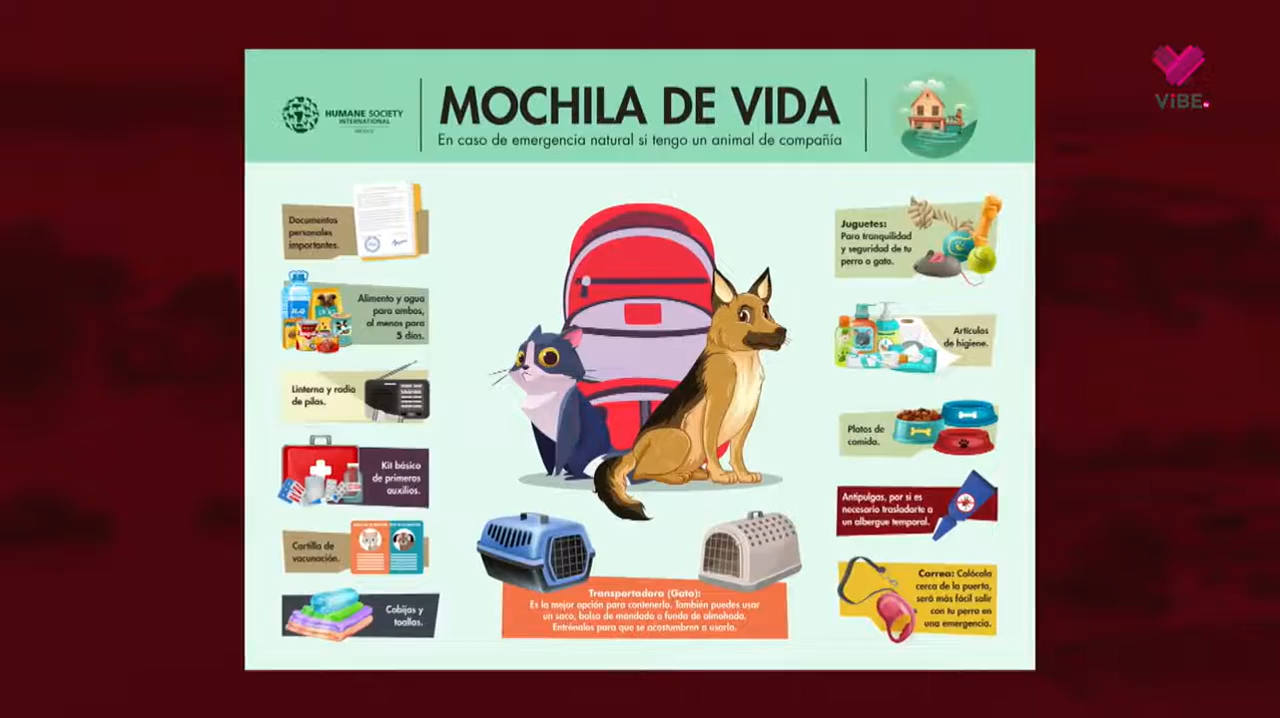 ViBE
HUMANE SOCIETY
INTERNATIONAL
MÉXICO
MOCHILA DE VIDA
En caso de emergencia natural si tengo un animal de compañía
Documentos
personales
importantes.
Alimento y agua
para ambos,
al menos para
5 días.
Linterna y radio
de pilas.
Kit básico
de primeros
auxilios.
Cartilla de
vacunación.
Cobijas y
toallas.
Transportadora (Gato):
Es la mejor opción para contenerlo. También puedes usar
un saco, bolsa de mandado o funda de almohada.
Entrénalos para que se acostumbren a usarlo.
Juguetes:
Para tranquilidad
y seguridad de tu
perro o gato.
Artículos
de higiene.
Platos de
comida.
Antipulgas, por si es
necesario trasladarte a
un albergue temporal.
Correa: Colócala
cerca de la puerta,
será más fácil salir
con tu perro en
una emergencia.